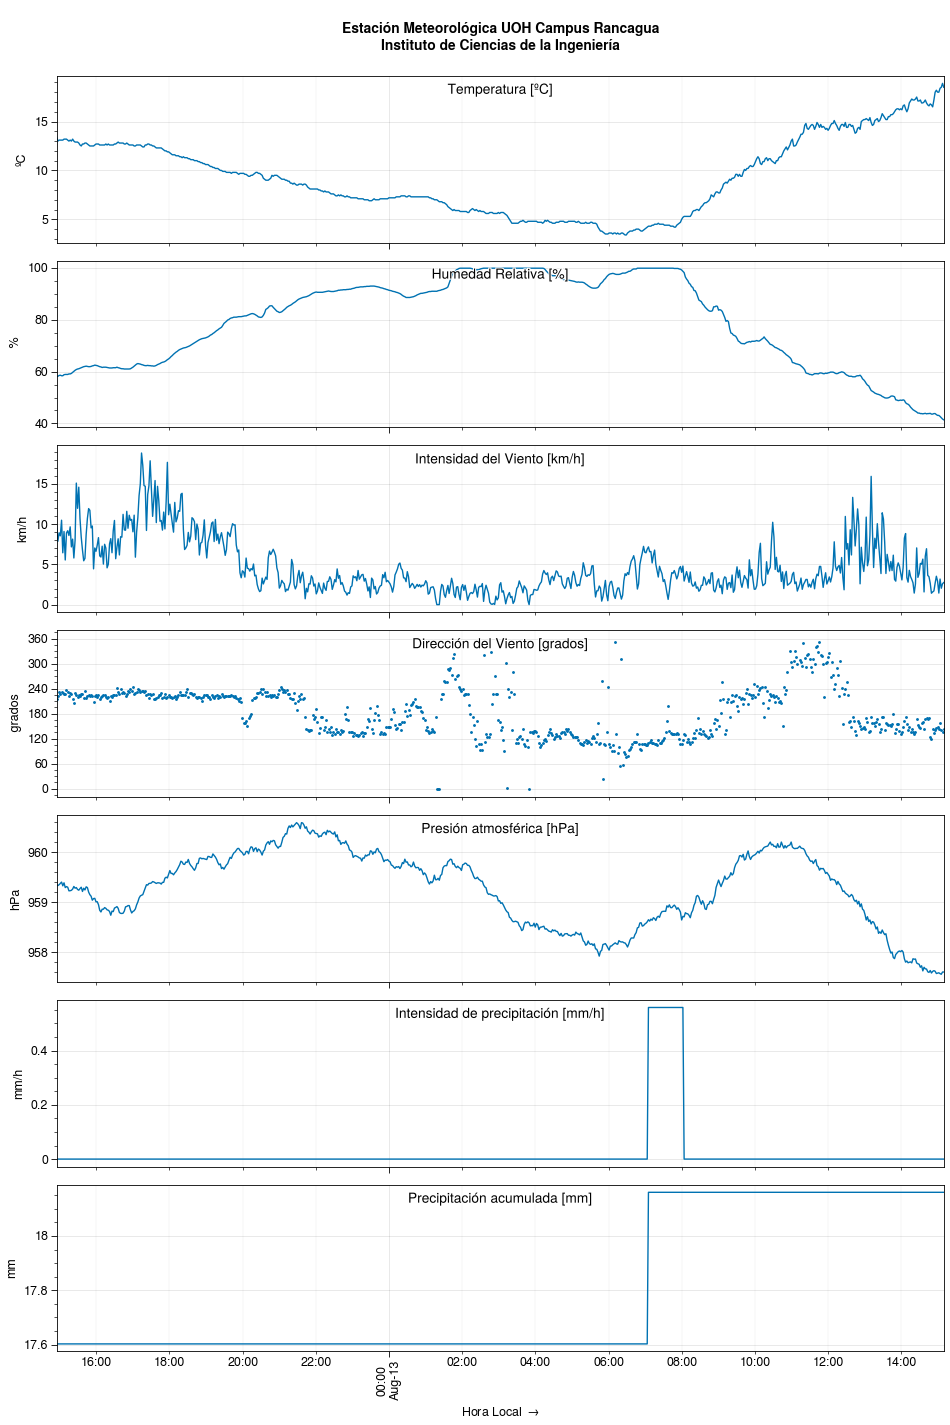 Estación Meteorológica UOH Campus Rancagua
Instituto de Ciencias de la Ingeniería
Temperatura [ºC]
15
10
5
ºC
Humedad Relativa [%]
100
80
60
40
%
Intensidad del Viento [km/h]
15
10
5
0
km/h
Dirección del Viento [grados]
360
300
240
180
120
60
0
grados
Presión atmosférica [hPa]
960
959
958
hPa
Intensidad de precipitación [mm/h]
0.4
0.2
0
mm/h
Precipitación acumulada [mm]
18
17.8
17.6
mm
16:00 18:00 20:00 22:00 00:00 02:00 04:00 06:00 08:00 10:00 12:00 14:00
Aug-13
Hora Local →